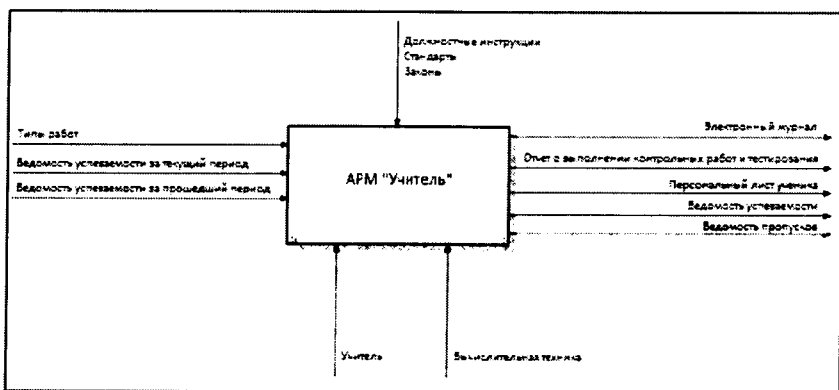 Должностные инструкции
Стандарты
Законы
Типы работ
Ведомость успеваемости за текущий период
Ведомость успеваемости за прошедший период
АРМ "Учитель"
Электронный журнал
Отчет о выполнении контрольных работ и тестирования
Персональный лист ученика
Ведомость успеваемости
Ведомость пропусков
Учитель
Вычислительная техника